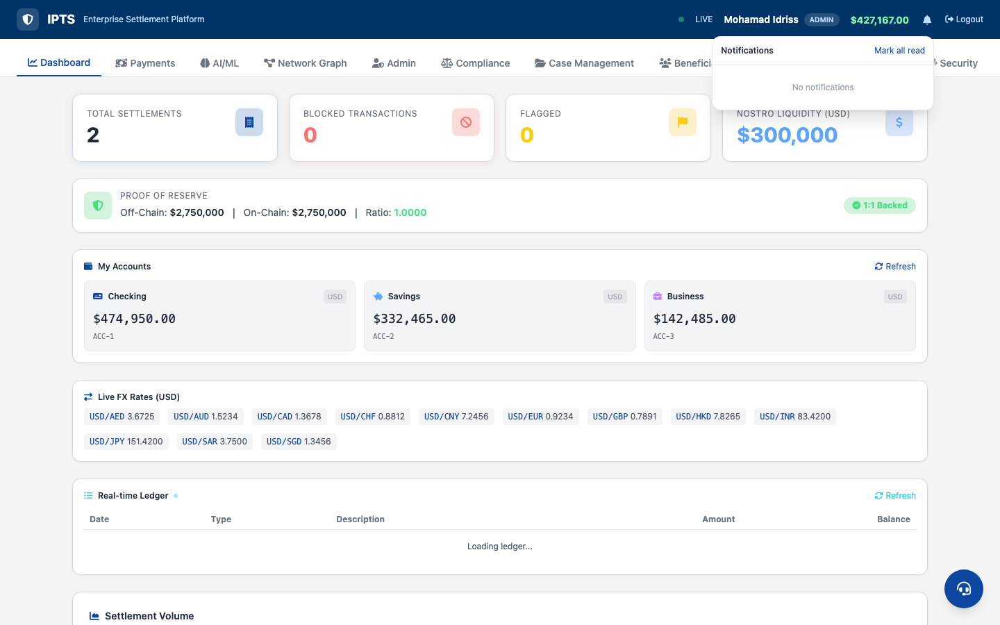 IPTS Enterprise Settlement Platform LIVE Mohamad Idriss ADMIN $427,167.00 Logout
Notifications Mark all read
No notifications
Dashboard Payments AI/ML Network Graph Admin Compliance Case Management Security
TOTAL SETTLEMENTS
2
BLOCKED TRANSACTIONS
0
FLAGGED
0
NOSTRO LIQUIDITY (USD)
$300,000
PROOF OF RESERVE
Off-Chain: $2,750,000 | On-Chain: $2,750,000 | Ratio: 1.0000
1:1 Backed
My Accounts Refresh
Checking USD
$474,950.00
ACC-1
Savings USD
$332,465.00
ACC-2
Business USD
$142,485.00
ACC-3
Live FX Rates (USD)
USD/AED 3.6725 USD/AUD 1.5234 USD/CAD 1.3678 USD/CHF 0.8812 USD/CNY 7.2456 USD/EUR 0.9234 USD/GBP 0.7891 USD/HKD 7.8265 USD/INR 83.4200
USD/JPY 151.4200 USD/SAR 3.7500 USD/SGD 1.3456
Real-time Ledger Refresh
Date Type Description Amount Balance
Loading ledger...
Settlement Volume